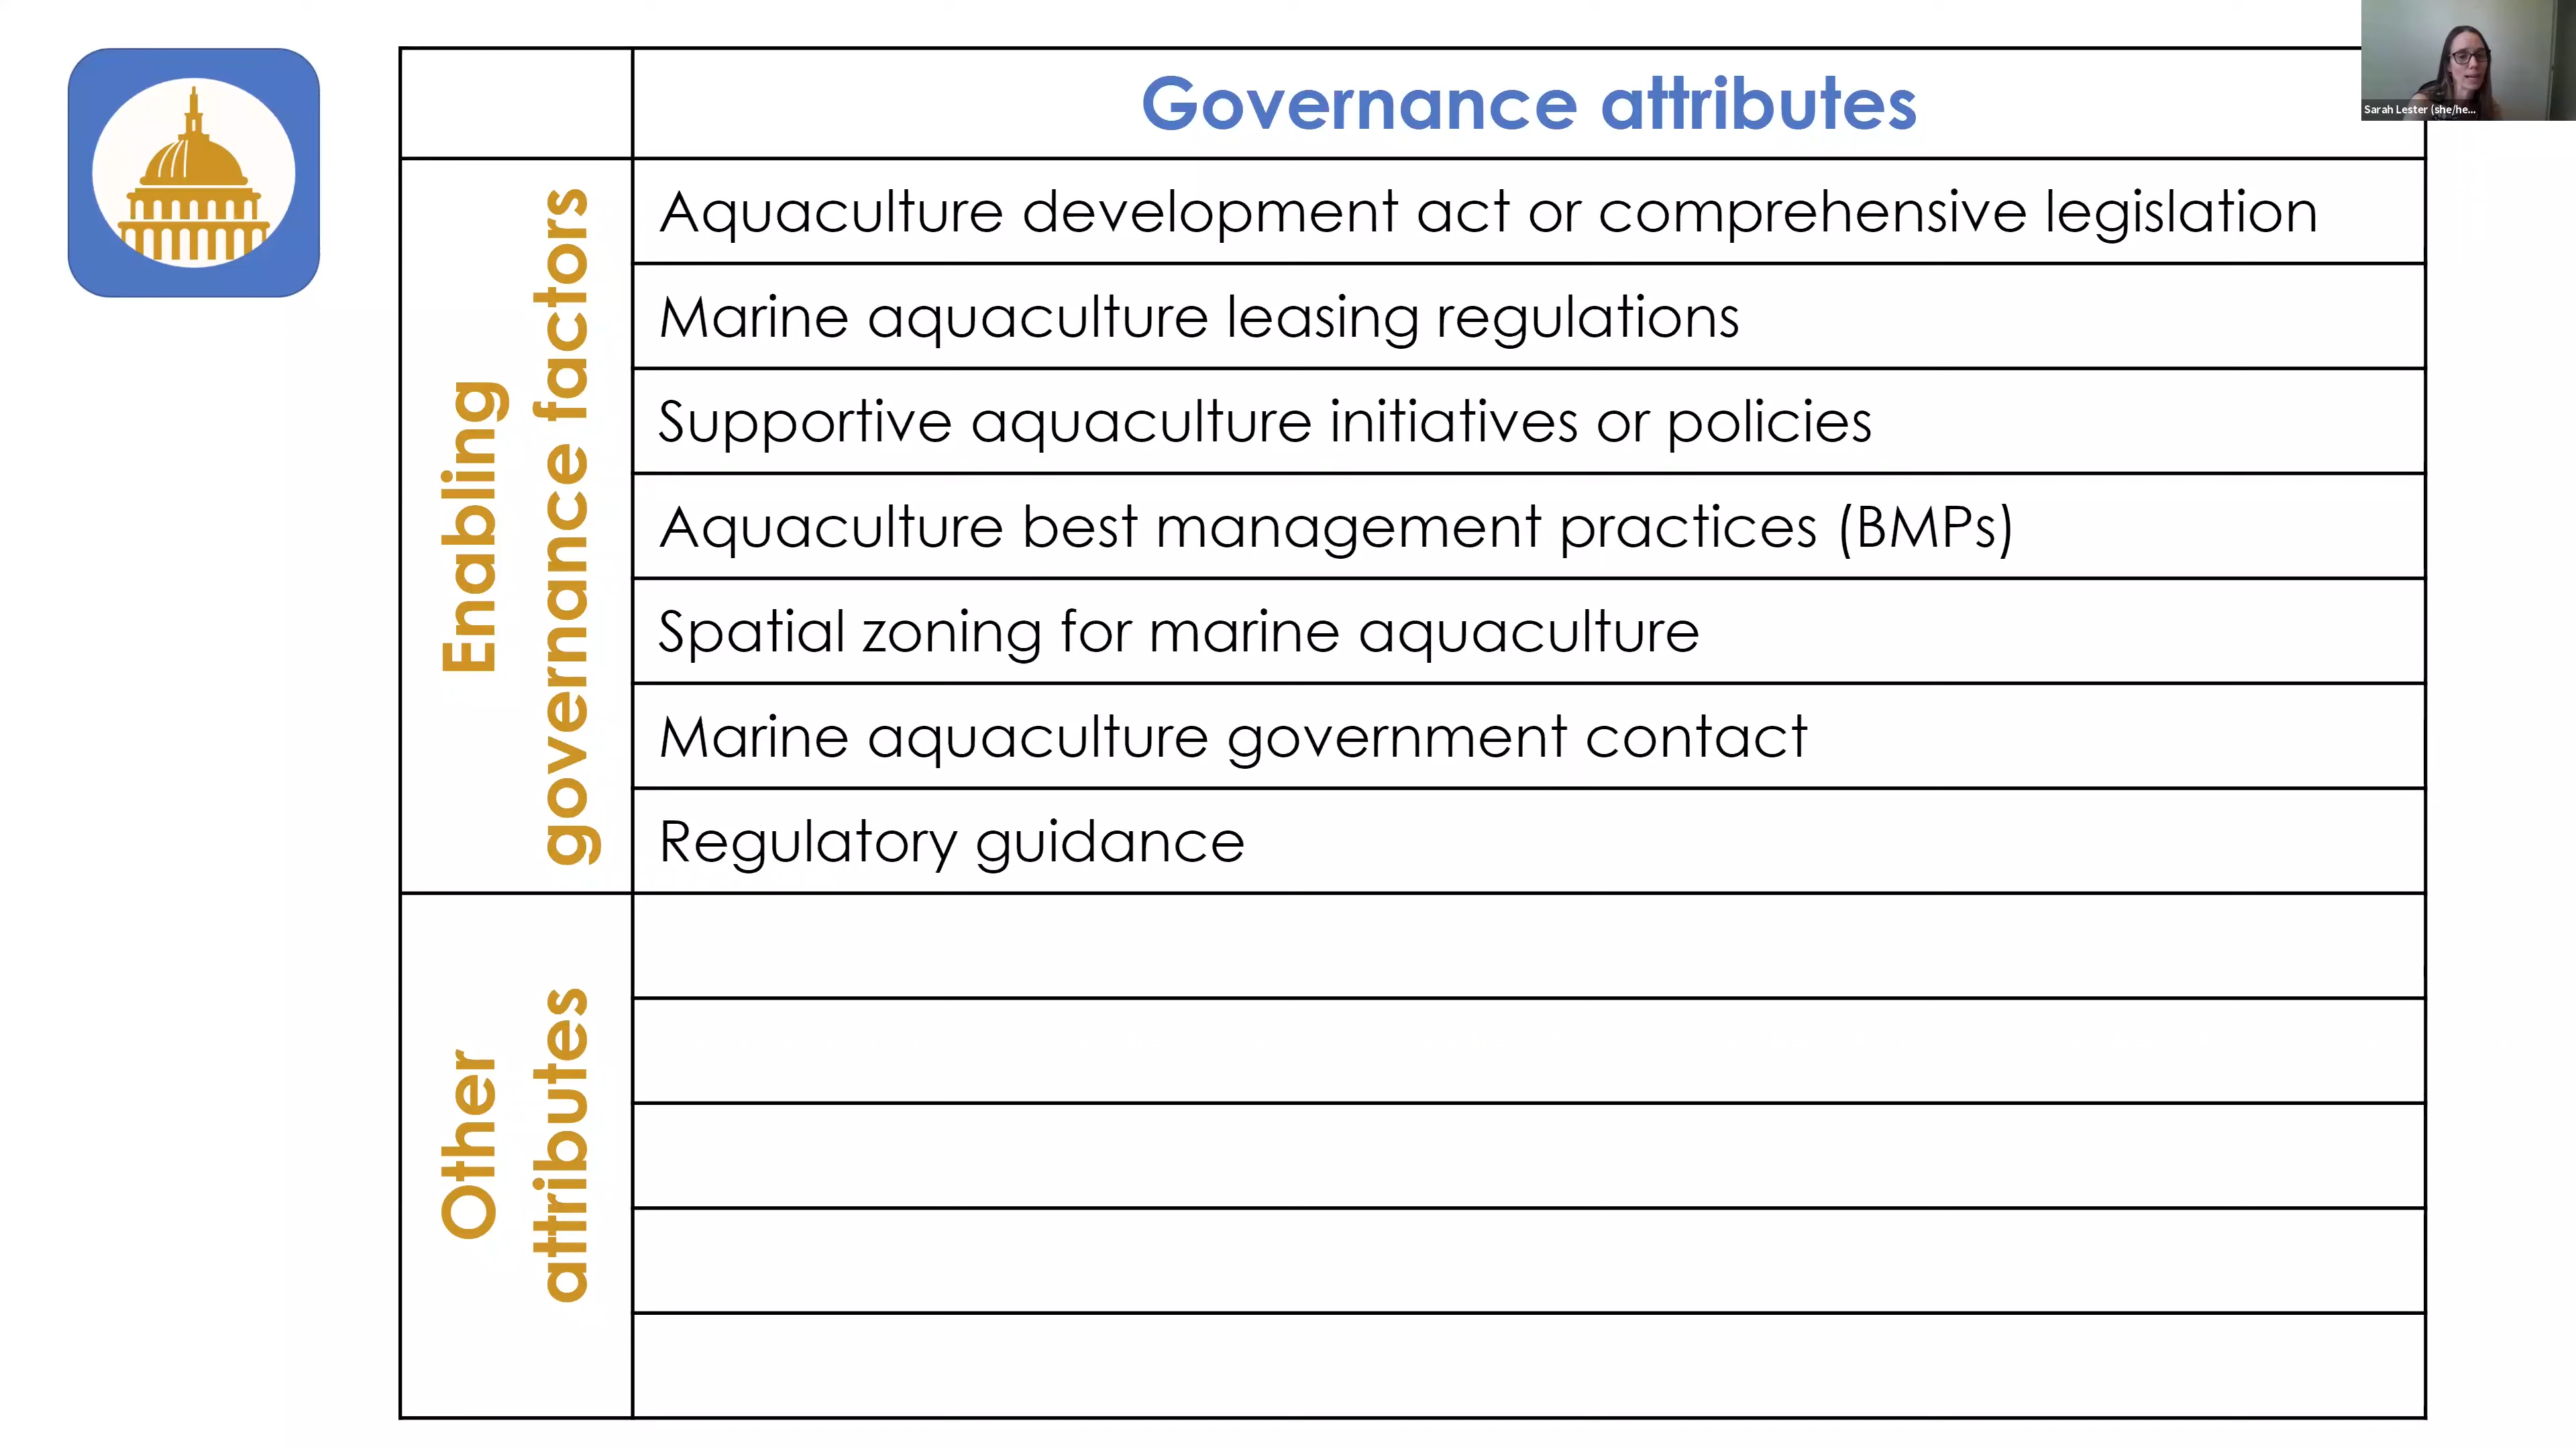 Governance attributes
Sarah Lester (she/he...
Enabling
governance factors
Aquaculture development act or comprehensive legislation
Marine aquaculture leasing regulations
Supportive aquaculture initiatives or policies
Aquaculture best management practices (BMPs)
Spatial zoning for marine aquaculture
Marine aquaculture government contact
Regulatory guidance
Other
attributes